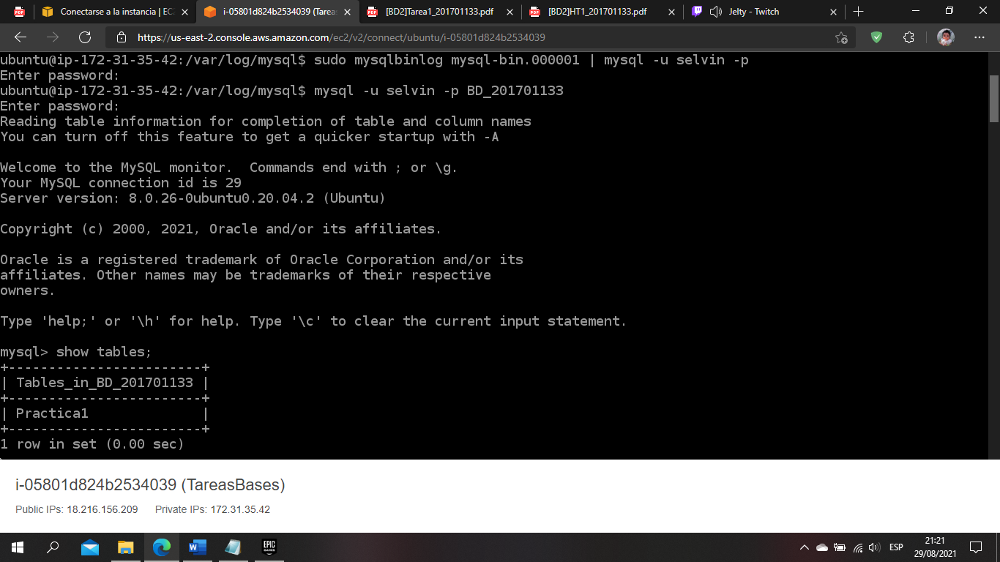 Conectarse a la instancia | EC
i-05801d824b2534039 (Tarea
[BD2]Tarea1_201701133.pdf
[BD2]HT1_201701133.pdf
Jelty - Twitch
https://us-east-2.console.aws.amazon.com/ec2/v2/connect/ubuntu/i-05801d824b2534039
ubuntu@ip-172-31-35-42:/var/log/mysql$ sudo mysqlbinlog mysql-bin.000001 | mysql -u selvin -p
Enter password:
ubuntu@ip-172-31-35-42:/var/log/mysql$ mysql -u selvin -p BD_201701133
Enter password:
Reading table information for completion of table and column names
You can turn off this feature to get a quicker startup with -A
Welcome to the MySQL monitor.  Commands end with ; or \g.
Your MySQL connection id is 29
Server version: 8.0.26-0ubuntu0.20.04.2 (Ubuntu)
Copyright (c) 2000, 2021, Oracle and/or its affiliates.
Oracle is a registered trademark of Oracle Corporation and/or its
affiliates. Other names may be trademarks of their respective
owners.
Type 'help;' or '\h' for help. Type '\c' to clear the current input statement.
mysql> show tables;
+------------------------+
| Tables_in_BD_201701133 |
+------------------------+
| Practica1              |
+------------------------+
1 row in set (0.00 sec)
i-05801d824b2534039 (TareasBases)
Public IPs: 18.216.156.209 Private IPs: 172.31.35.42
EPIC
GAMES
ESP
21:21
29/08/2021